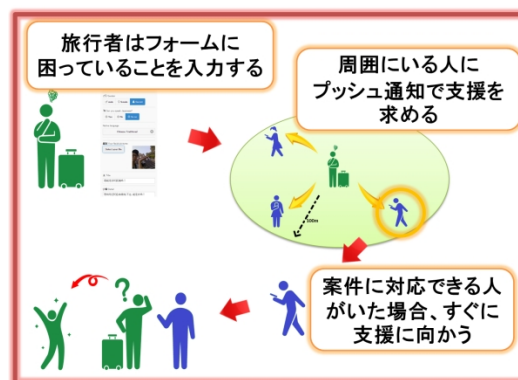 旅行者はフォームに
困っていることを入力する
周囲にいる人に
プッシュ通知で支援を
求める
?
案件に対応できる人
がいた場合、すぐに
支援に向かう
?